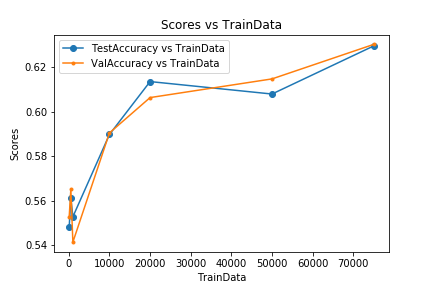 Scores vs TrainData
TestAccuracy vs TrainData
ValAccuracy vs TrainData
Scores
0.62
0.60
0.58
0.56
0.54
0 10000 20000 30000 40000 50000 60000 70000
TrainData